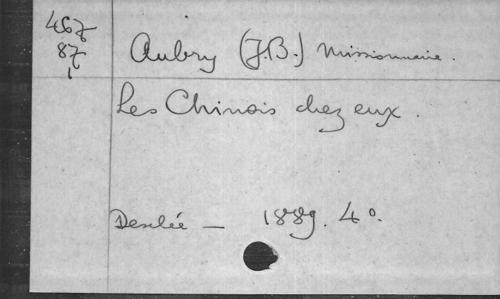 467
87
1
Aubry (J.B.) missionnaire.
Les Chinois chez eux.
Desclée — 1889. 4°.